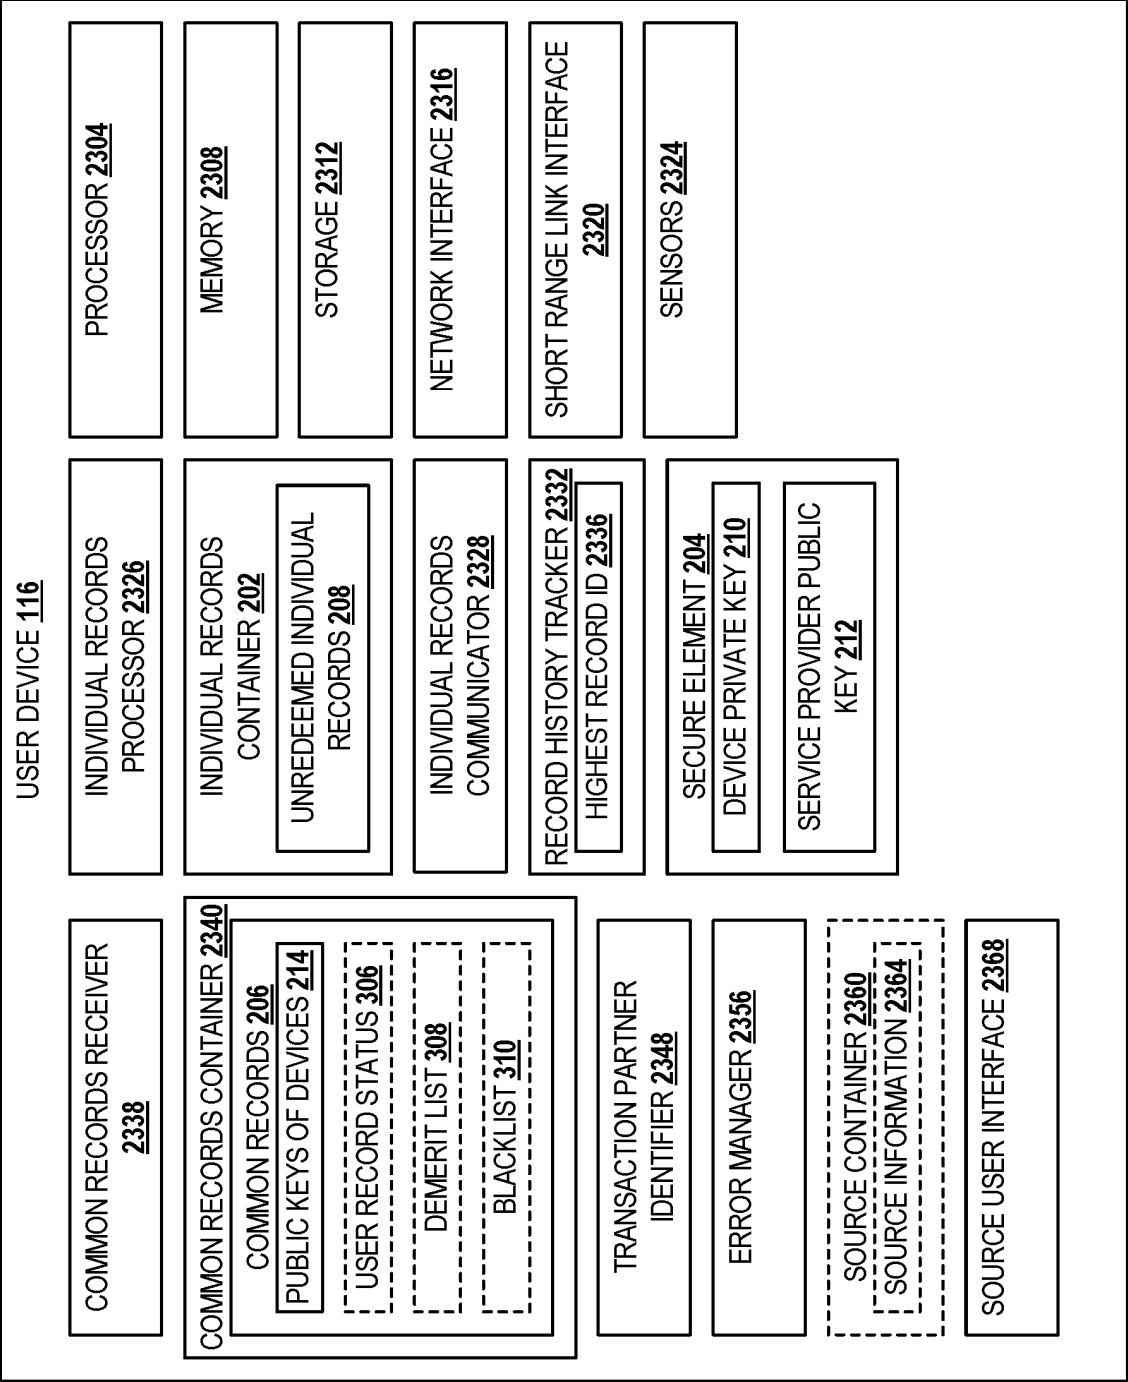 USER DEVICE 116
PROCESSOR 2304
MEMORY 2308
STORAGE 2312
NETWORK INTERFACE 2316
SHORT RANGE LINK INTERFACE
2320
SENSORS 2324
INDIVIDUAL RECORDS
PROCESSOR 2326
INDIVIDUAL RECORDS
CONTAINER 202
UNREDEEMED INDIVIDUAL
RECORDS 208
INDIVIDUAL RECORDS
COMMUNICATOR 2328
RECORD HISTORY TRACKER 2332
HIGHEST RECORD ID 2336
SECURE ELEMENT 204
DEVICE PRIVATE KEY 210
SERVICE PROVIDER PUBLIC
KEY 212
COMMON RECORDS RECEIVER
2338
COMMON RECORDS CONTAINER 2340
COMMON RECORDS 206
PUBLIC KEYS OF DEVICES 214
USER RECORD STATUS 306
DEMERIT LIST 308
BLACKLIST 310
TRANSACTION PARTNER
IDENTIFIER 2348
ERROR MANAGER 2356
SOURCE CONTAINER 2360
SOURCE INFORMATION 2364
SOURCE USER INTERFACE 2368